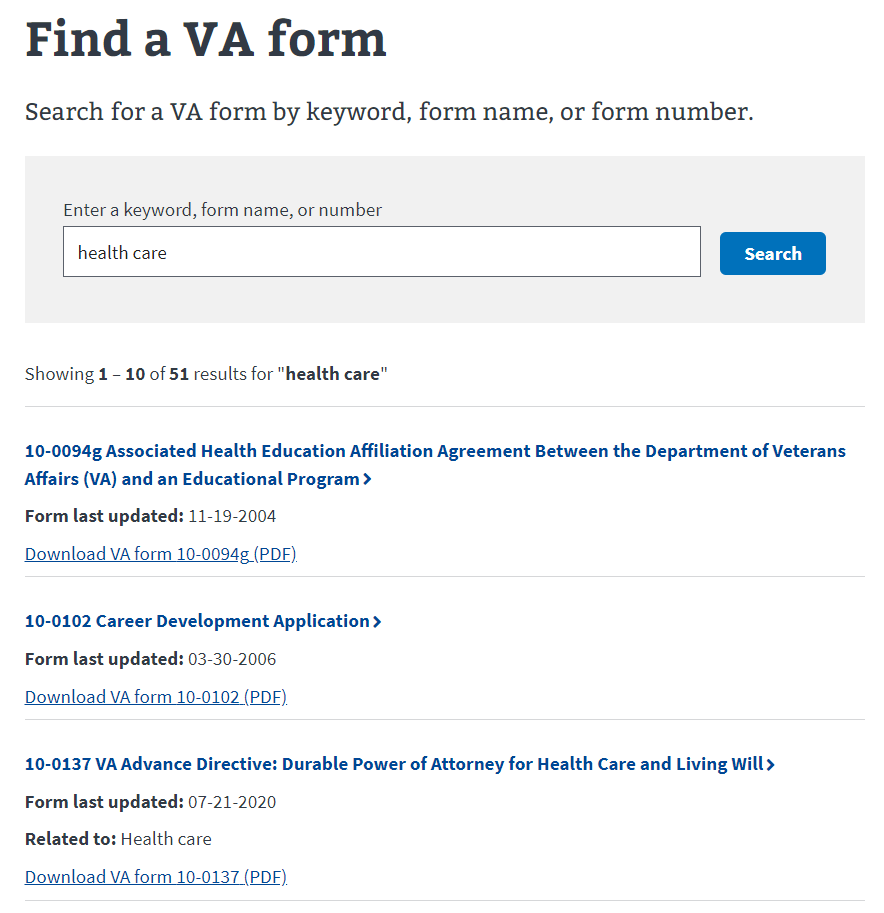 Find a VA form
Search for a VA form by keyword, form name, or form number.
Enter a keyword, form name, or number
health care
Search
Showing 1 – 10 of 51 results for "health care"
10-0094g Associated Health Education Affiliation Agreement Between the Department of Veterans
Affairs (VA) and an Educational Program
Form last updated: 11-19-2004
Download VA form 10-0094g (PDF)
10-0102 Career Development Application
Form last updated: 03-30-2006
Download VA form 10-0102 (PDF)
10-0137 VA Advance Directive: Durable Power of Attorney for Health Care and Living Will
Form last updated: 07-21-2020
Related to: Health care
Download VA form 10-0137 (PDF)